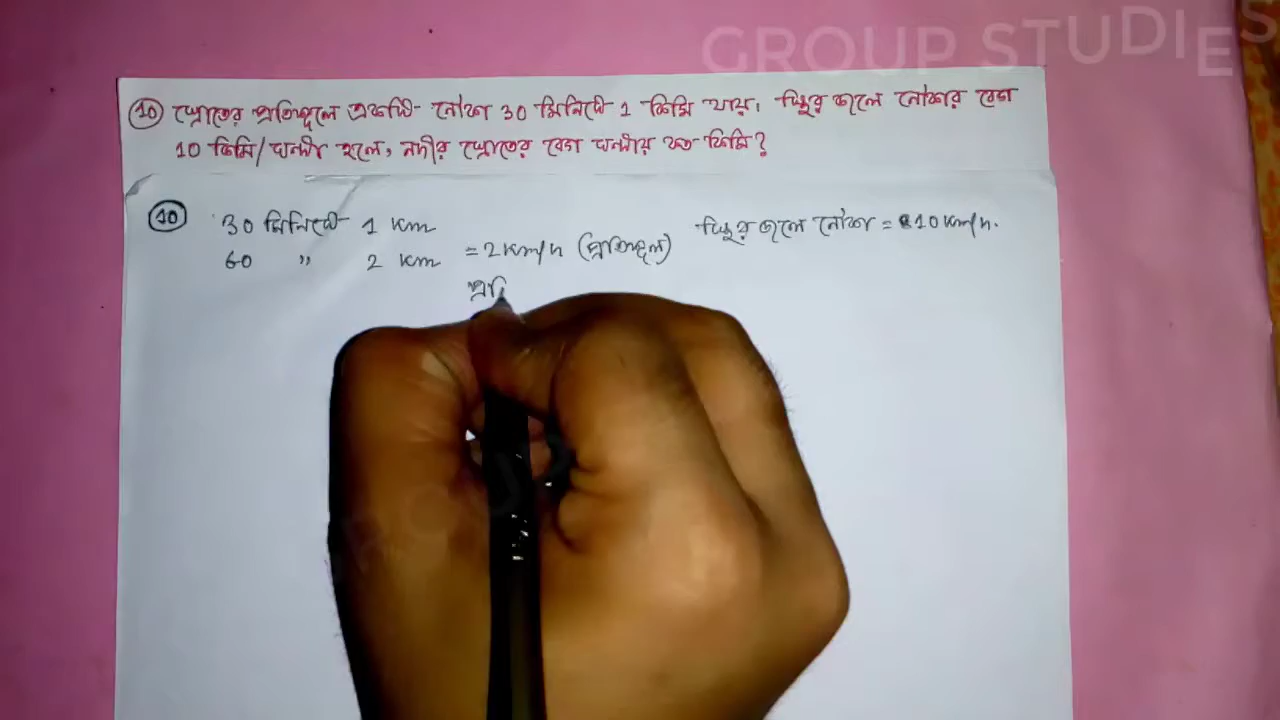 GROUP STUDIES
10 স্রোতের প্রতিকূলে একটি নৌকা 30 মিনিটে 1 কিমি যায়। স্থির জলে নৌকার বেগ
10 কিমি/ঘন্টা হলে, নদীর স্রোতের বেগ ঘন্টায় কত কিমি?
10 30 মিনিটে 1 km স্থির জলে নৌকা = 10 km/h.
60 " 2 km = 2 km/h (প্রতিকূল)
প্রতি